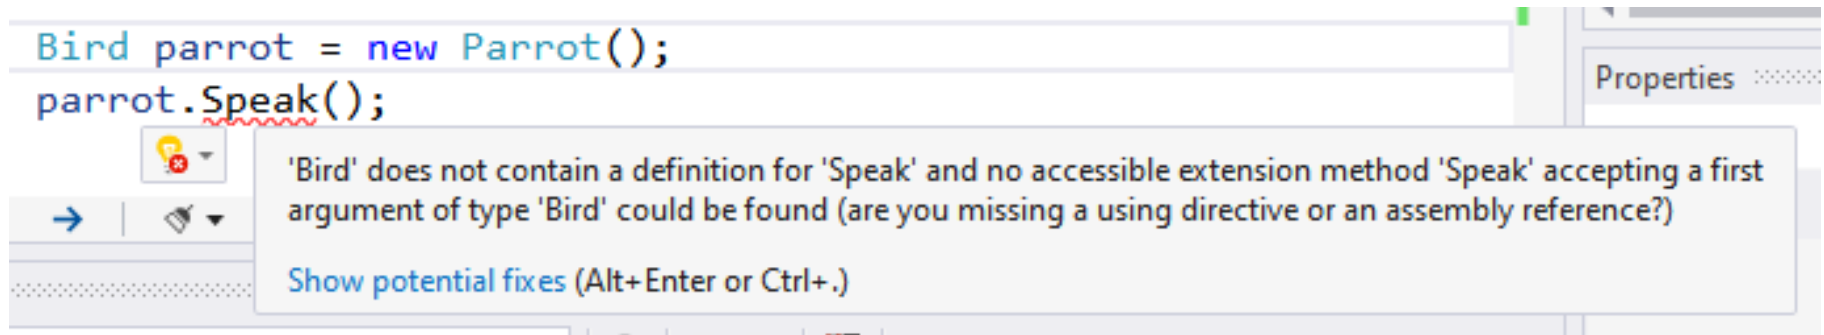 Bird parrot = new Parrot();
Properties
parrot.Speak();
'Bird' does not contain a definition for 'Speak' and no accessible extension method 'Speak' accepting a first
argument of type 'Bird' could be found (are you missing a using directive or an assembly reference?)
Show potential fixes (Alt+Enter or Ctrl+.)